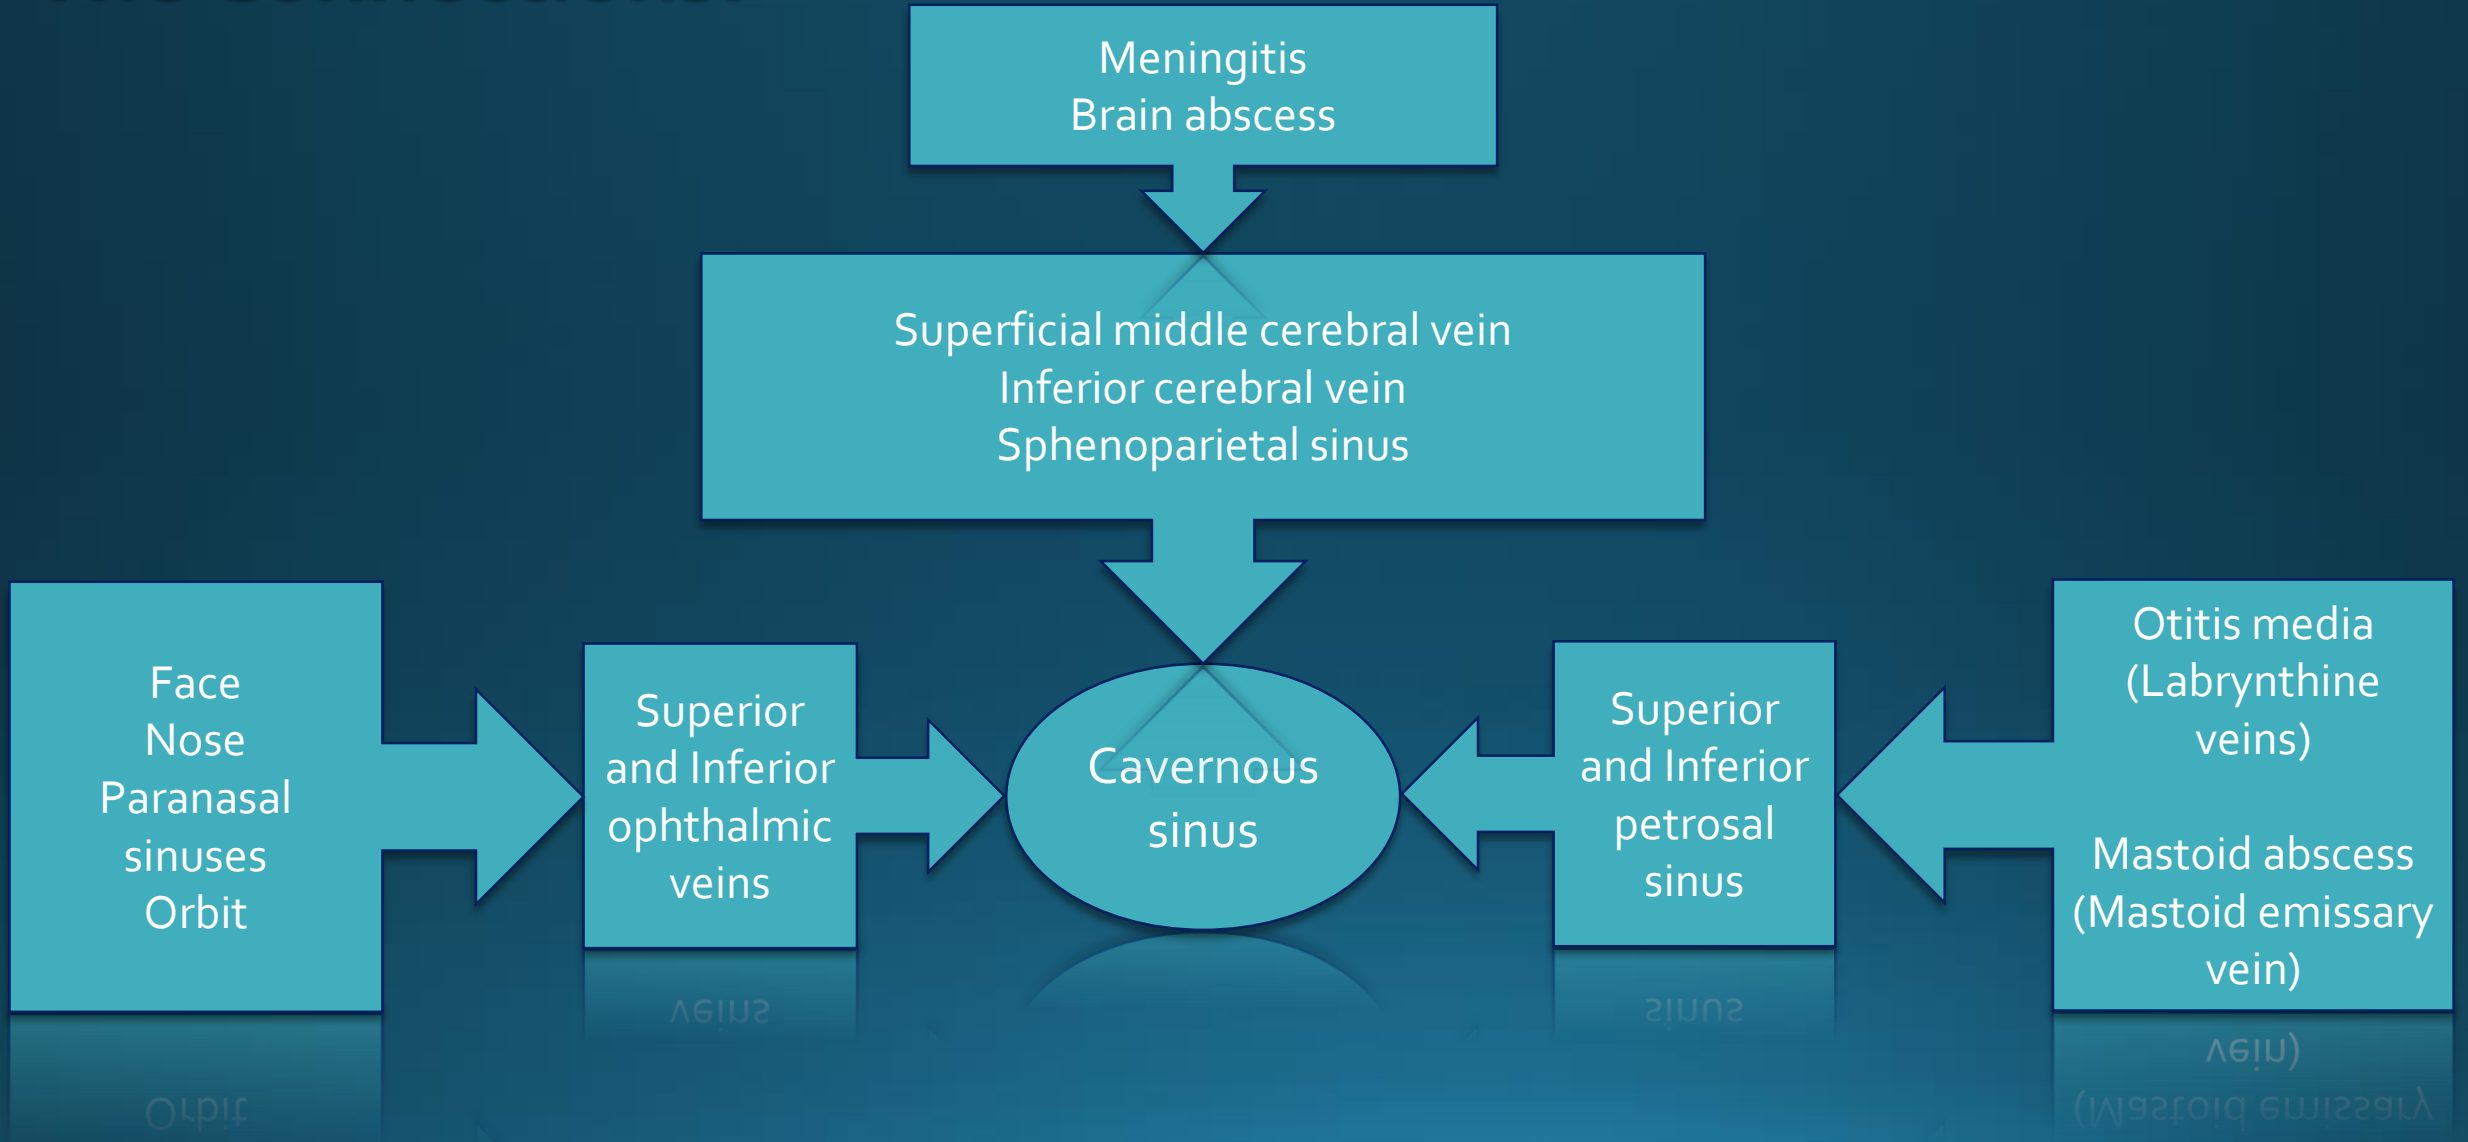 Meningitis
Brain abscess
Superficial middle cerebral vein
Inferior cerebral vein
Sphenoparietal sinus
Face
Nose
Paranasal
sinuses
Orbit
Superior
and Inferior
ophthalmic
veins
Cavernous
sinus
Superior
and Inferior
petrosal
sinus
Otitis media
(Labrynthine
veins)
Mastoid abscess
(Mastoid emissary
vein)